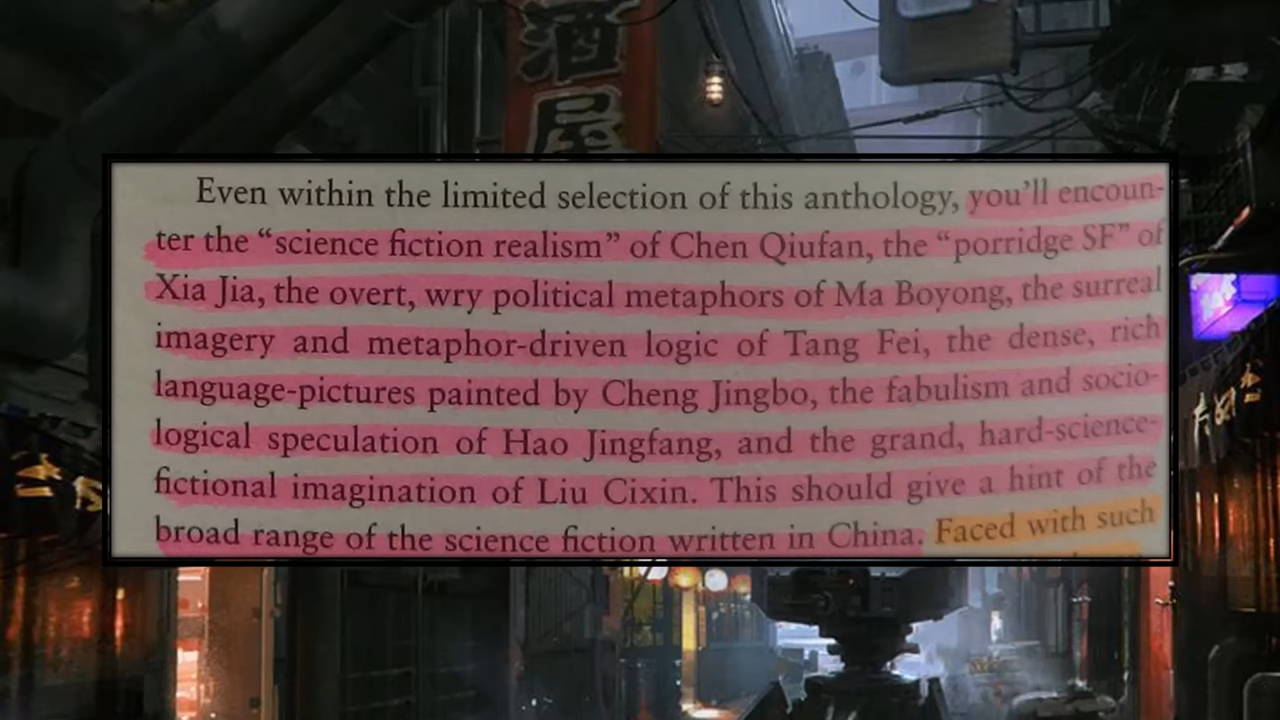 酒
屋
Even within the limited selection of this anthology, you’ll encoun-
ter the “science fiction realism” of Chen Qiufan, the “porridge SF” of
Xia Jia, the overt, wry political metaphors of Ma Boyong, the surreal
imagery and metaphor-driven logic of Tang Fei, the dense, rich
language-pictures painted by Cheng Jingbo, the fabulism and socio-
logical speculation of Hao Jingfang, and the grand, hard-science-
fictional imagination of Liu Cixin. This should give a hint of the
broad range of the science fiction written in China. Faced with such